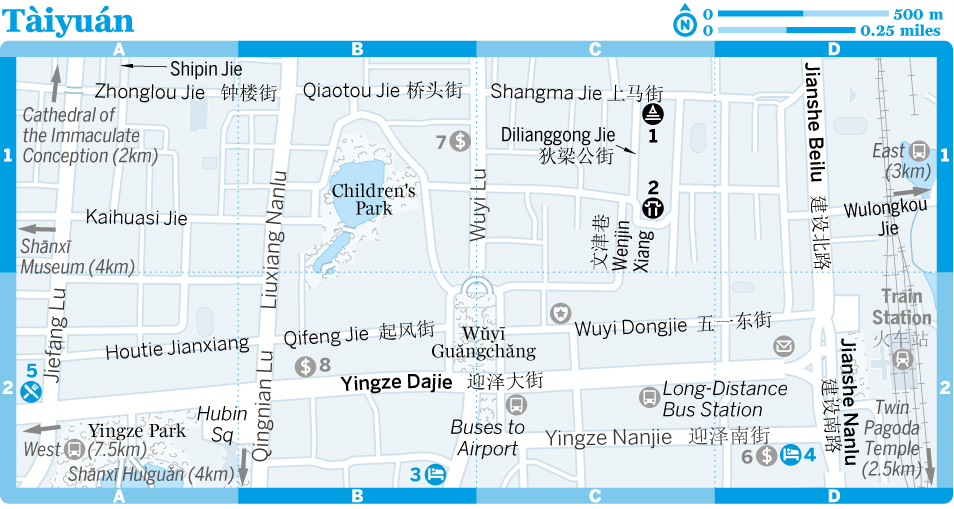 Tàiyuán
N
0 500 m
0 0.25 miles
A B C D
Shipin Jie
Zhonglou Jie 钟楼街
Qiaotou Jie 桥头街
Shangma Jie 上马街
Jianshe Beilu
建设北路
Cathedral of
the Immaculate
Conception (2km)
7 $
Dilianggong Jie
狄梁公街
1
1
1
East
(3km)
Children's
Park
Liuxiang Nanlu
Wuyi Lu
2
Kaihuasi Jie
文津巷
Wenjin
Xiang
Wulongkou
Jie
Shānxī
Museum (4km)
Jiefang Lu
Train
Station
火车站
Houtie Jianxiang
Qifeng Jie 起风街
Wǔyī
Guǎngchǎng
Wuyi Dongjie 五一东街
Jianshe Nanlu
建设南路
$ 8
5
2
2
Yingze Dajie 迎泽大街
Qingnian Lu
Hubin
Sq
Long-Distance
Bus Station
Buses to
Airport
Yingze Nanjie 迎泽南街
Twin
Pagoda
Temple
(2.5km)
Yingze Park
West (7.5km)
Shānxī Huìguǎn (4km)
3
6 $ 4
A B C D